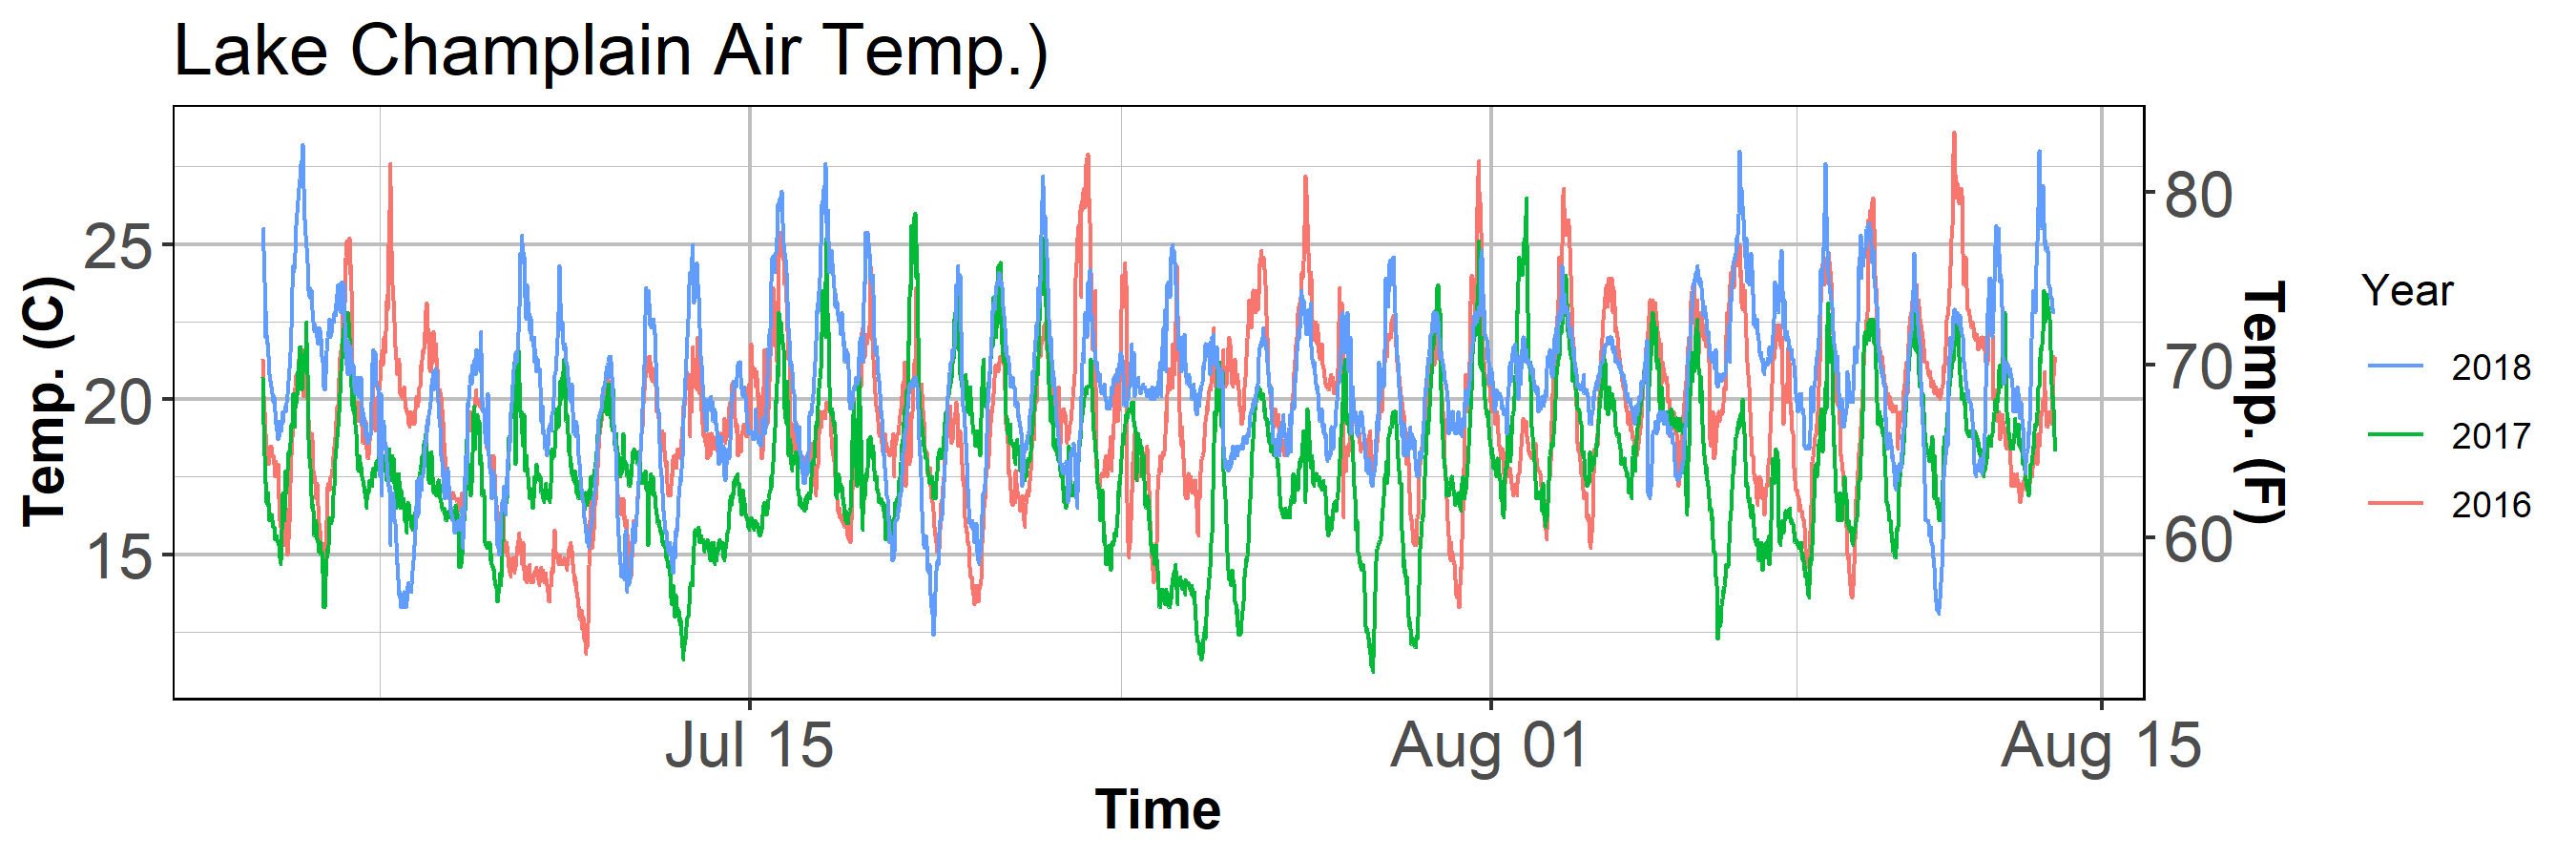 Lake Champlain Air Temp.)
Temp. (C)
25
20
15
80
70
60
Temp. (F)
Jul 15
Aug 01
Aug 15
Time
Year
2018
2017
2016